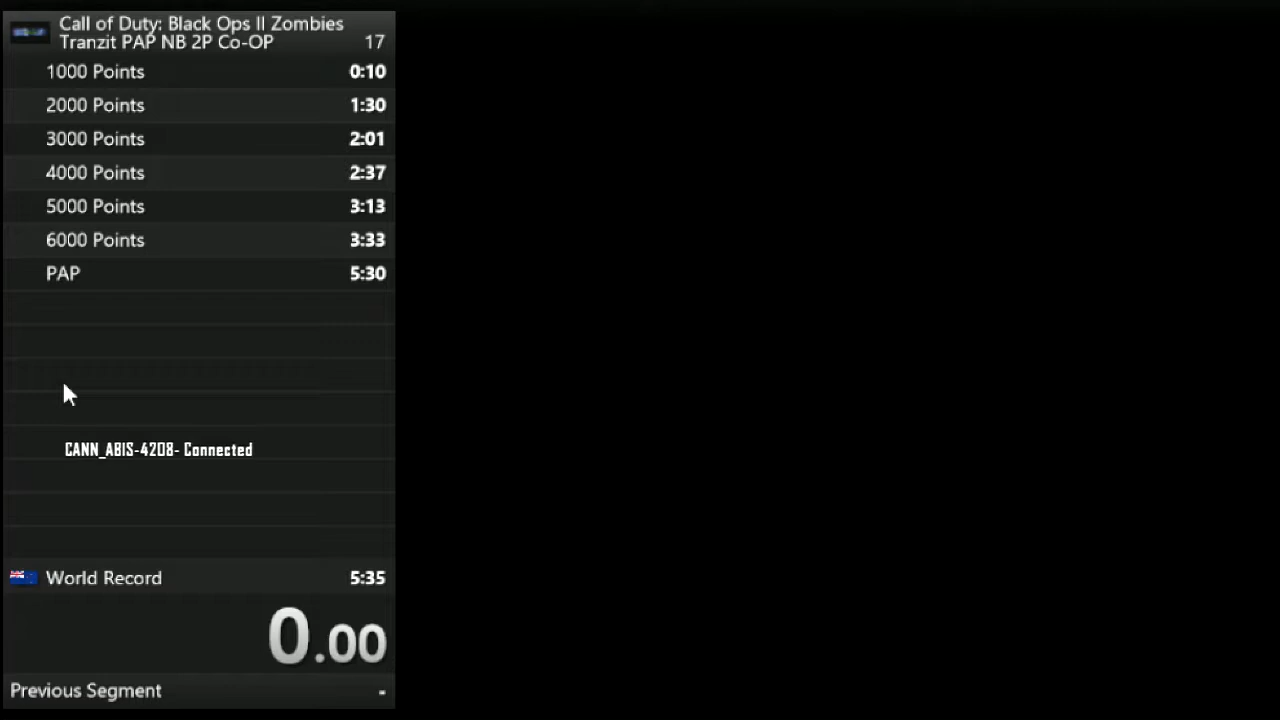 Call of Duty: Black Ops II Zombies
Tranzit PAP NB 2P Co-OP 17
1000 Points 0:10
2000 Points 1:30
3000 Points 2:01
4000 Points 2:37
5000 Points 3:13
6000 Points 3:33
PAP 5:30
CANN_ABIS-4208- Connected
World Record 5:35
0.00
Previous Segment -